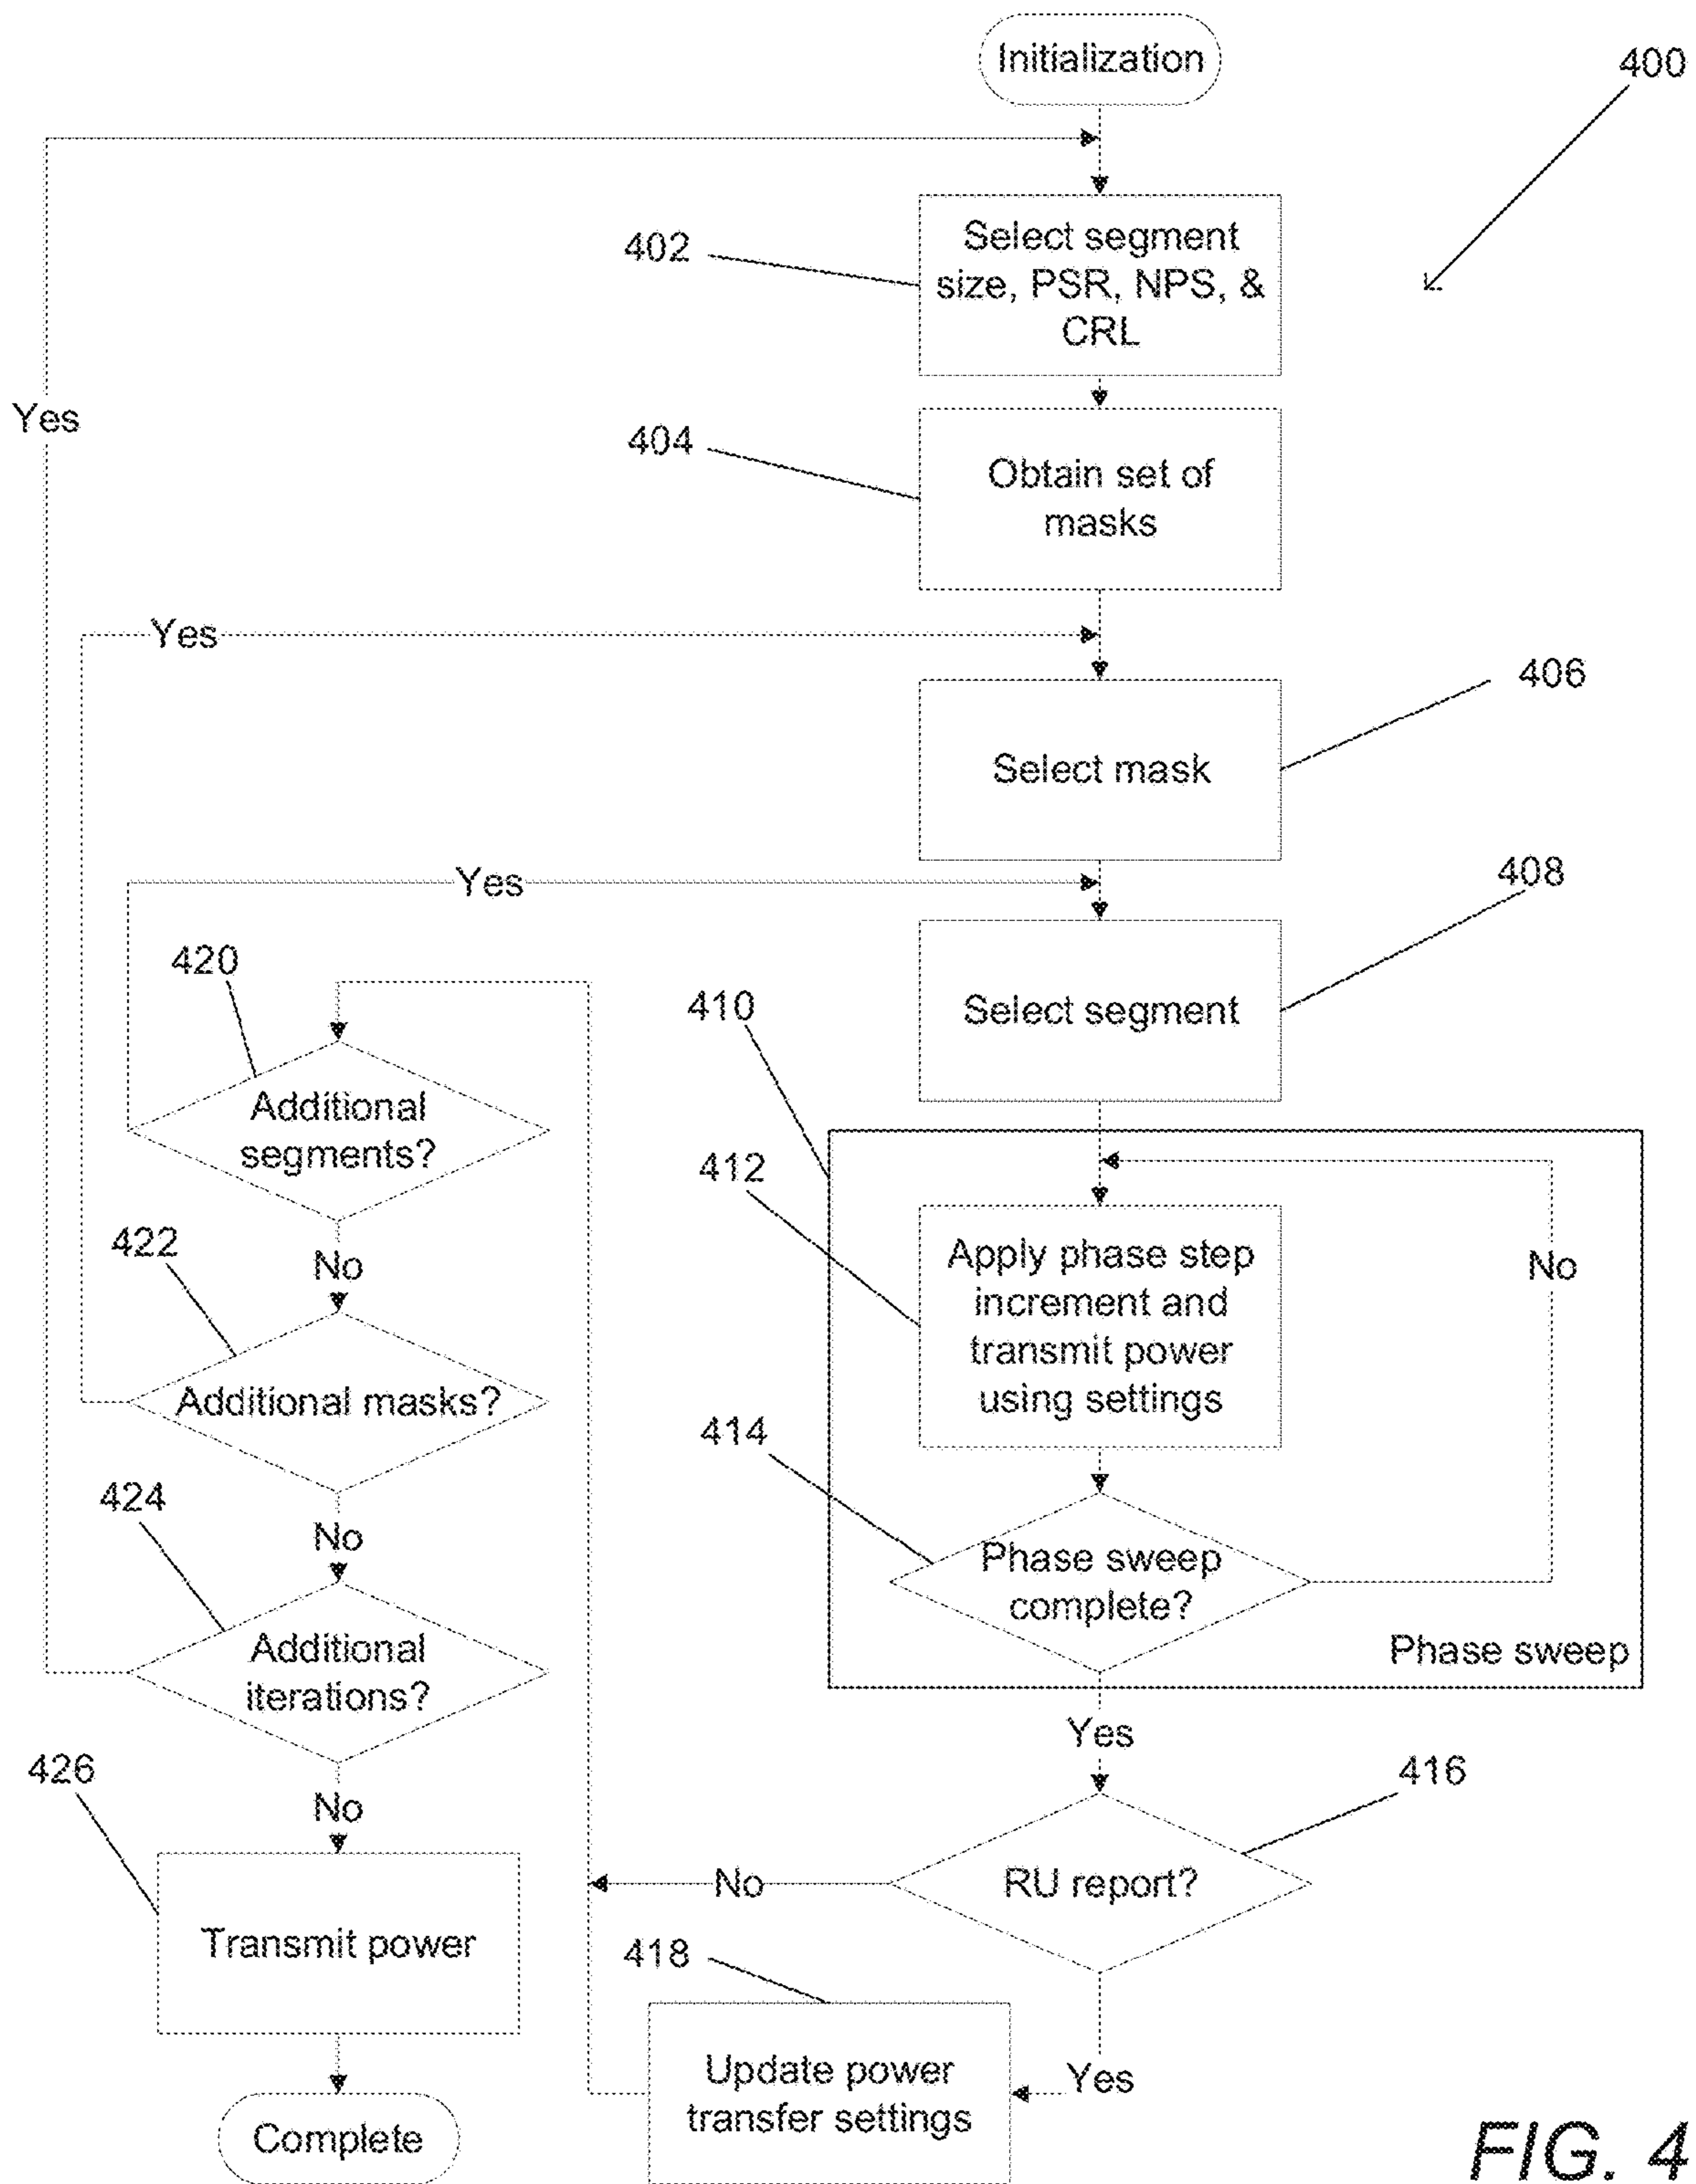 Initialization
400
402
Select segment
size, PSR, NPS, &
CRL
Yes
404
Obtain set of
masks
Yes
406
Select mask
Yes
408
420
410
Select segment
Additional
segments?
412
422
No
Apply phase step
increment and
transmit power
using settings
No
Additional masks?
414
424
No
Phase sweep
complete?
Additional
iterations?
Phase sweep
Yes
426
416
No
RU report?
No
Transmit power
418
Yes
Update power
transfer settings
Complete
FIG. 4